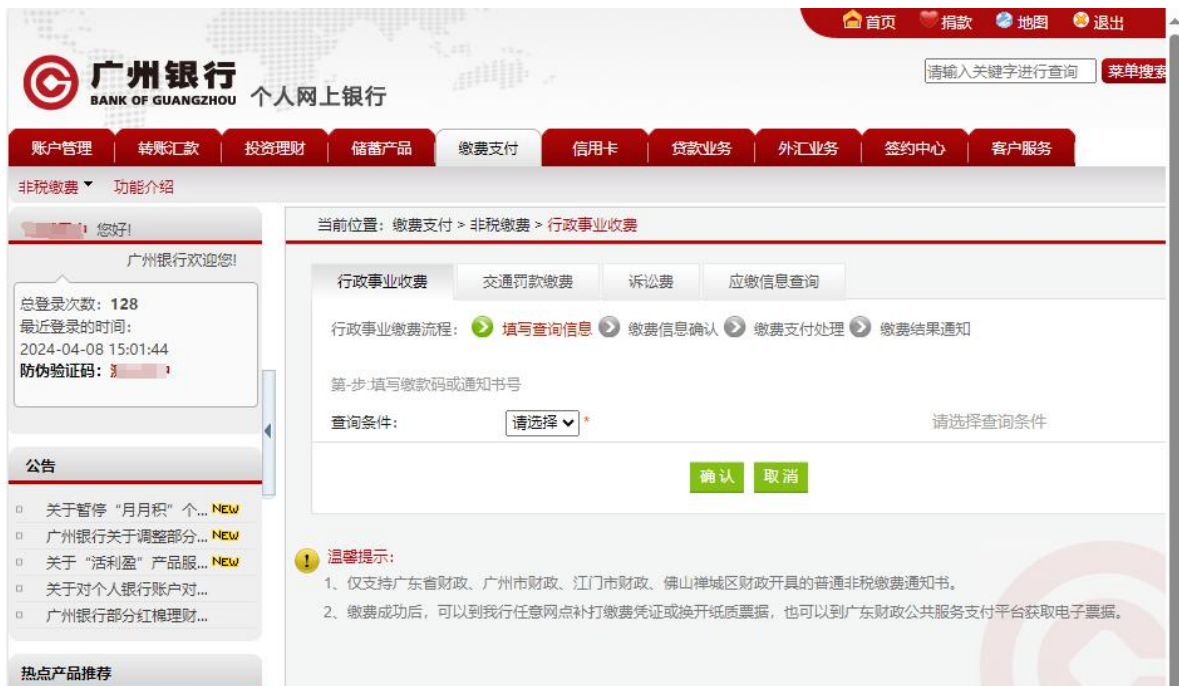 首页 捐款 地图 退出
广州银行
BANK OF GUANGZHOU 个人网上银行
请输入关键字进行查询 菜单搜索
账户管理 转账汇款 投资理财 储蓄产品 缴费支付 信用卡 贷款业务 外汇业务 签约中心 客户服务
非税缴费 功能介绍
您好!
广州银行欢迎您!
总登录次数：128
最近登录的时间：
2024-04-08 15:01:44
防伪验证码：
公告
关于暂停“月月积”个... NEW
广州银行关于调整部分... NEW
关于“活利盈”产品服... NEW
关于对个人银行账户对...
广州银行部分红棉理财...
热点产品推荐
当前位置：缴费支付 > 非税缴费 > 行政事业收费
行政事业收费 交通罚款缴费 诉讼费 应缴信息查询
行政事业缴费流程： 填写查询信息 缴费信息确认 缴费支付处理 缴费结果通知
第-步:填写缴款码或通知书号
查询条件： 请选择 * 请选择查询条件
确认 取消
温馨提示：
1、仅支持广东省财政、广州市财政、江门市财政、佛山禅城区财政开具的普通非税缴费通知书。
2、缴费成功后，可以到我行任意网点补打缴费凭证或换开纸质票据，也可以到广东财政公共服务支付平台获取电子票据。